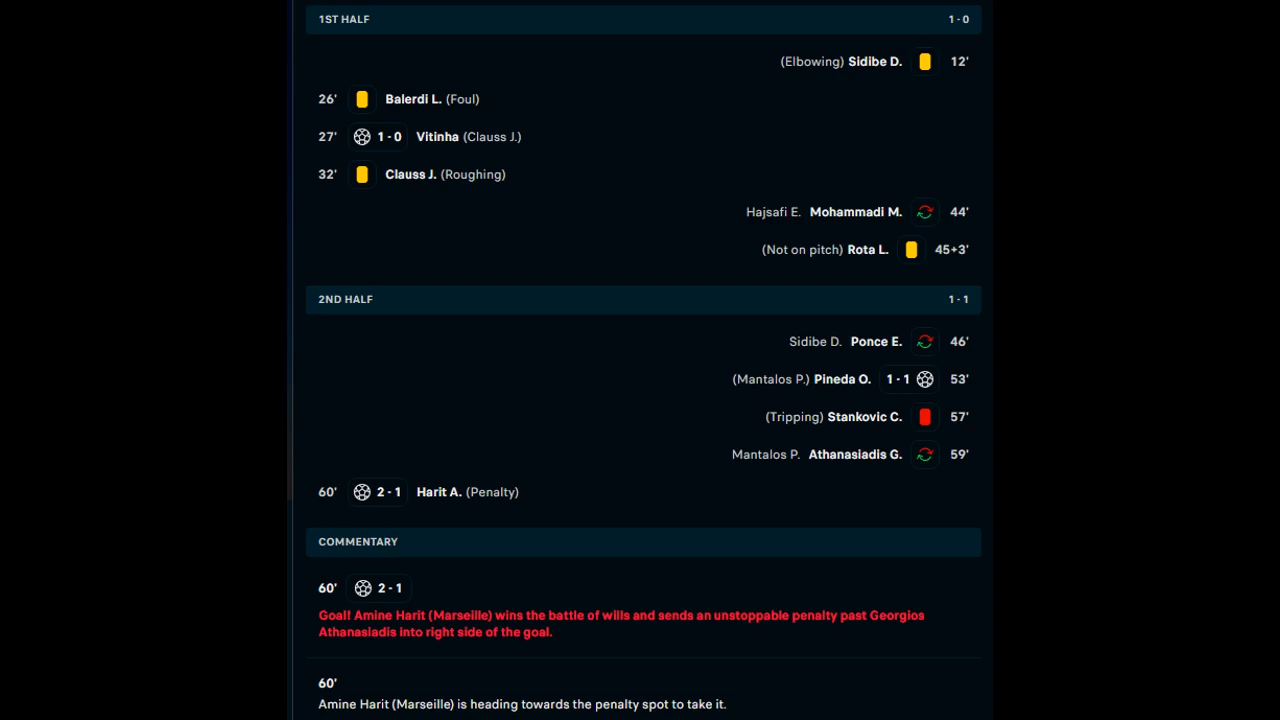 1ST HALF 1 - 0
(Elbowing) Sidibe D. 12'
26' Balerdi L. (Foul)
27' 1 - 0 Vitinha (Clauss J.)
32' Clauss J. (Roughing)
Hajsafi E. Mohammadi M. 44'
(Not on pitch) Rota L. 45+3'
2ND HALF 1 - 1
Sidibe D. Ponce E. 46'
(Mantalos P.) Pineda O. 1 - 1 53'
(Tripping) Stankovic C. 57'
Mantalos P. Athanasiadis G. 59'
60' 2 - 1 Harit A. (Penalty)
COMMENTARY
60' 2 - 1
Goal! Amine Harit (Marseille) wins the battle of wills and sends an unstoppable penalty past Georgios
Athanasiadis into right side of the goal.
60'
Amine Harit (Marseille) is heading towards the penalty spot to take it.